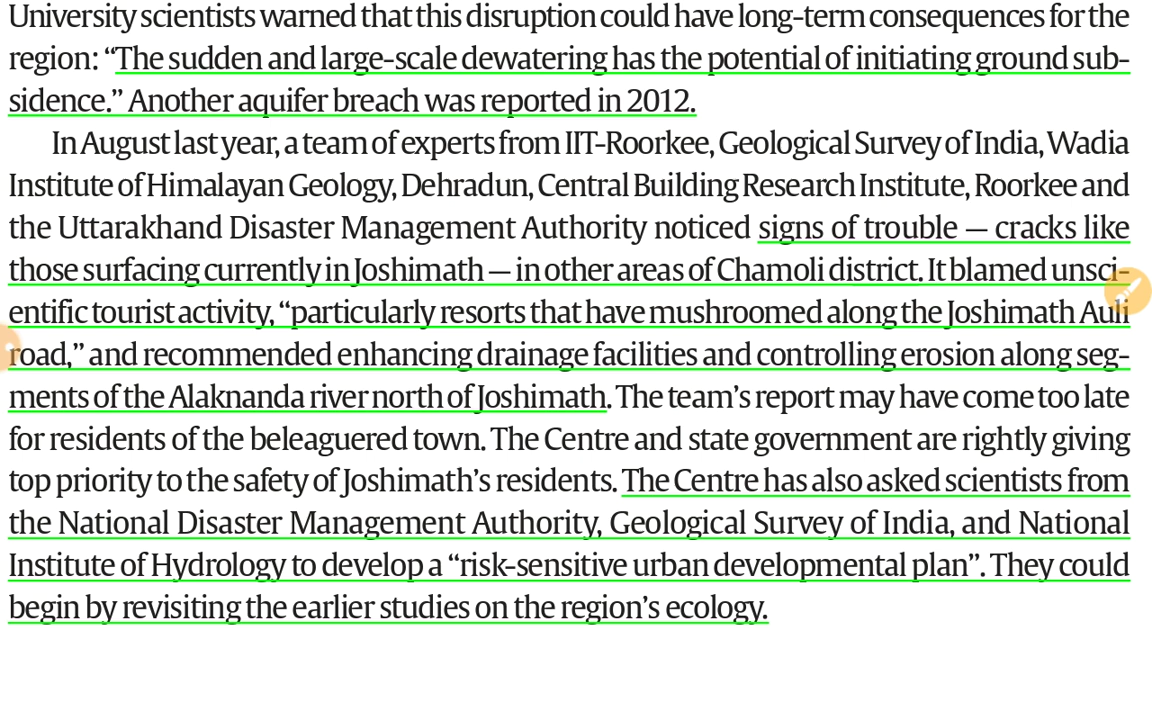 University scientists warned that this disruption could have long-term consequences for the
region: “The sudden and large-scale dewatering has the potential of initiating ground sub-
sidence.” Another aquifer breach was reported in 2012.
In August last year, a team of experts from IIT-Roorkee, Geological Survey of India, Wadia
Institute of Himalayan Geology, Dehradun, Central Building Research Institute, Roorkee and
the Uttarakhand Disaster Management Authority noticed signs of trouble — cracks like
those surfacing currently in Joshimath — in other areas of Chamoli district. It blamed unsci-
entific tourist activity, “particularly resorts that have mushroomed along the Joshimath Auli
road,” and recommended enhancing drainage facilities and controlling erosion along seg-
ments of the Alaknanda river north of Joshimath. The team’s report may have come too late
for residents of the beleaguered town. The Centre and state government are rightly giving
top priority to the safety of Joshimath’s residents. The Centre has also asked scientists from
the National Disaster Management Authority, Geological Survey of India, and National
Institute of Hydrology to develop a “risk-sensitive urban developmental plan”. They could
begin by revisiting the earlier studies on the region’s ecology.